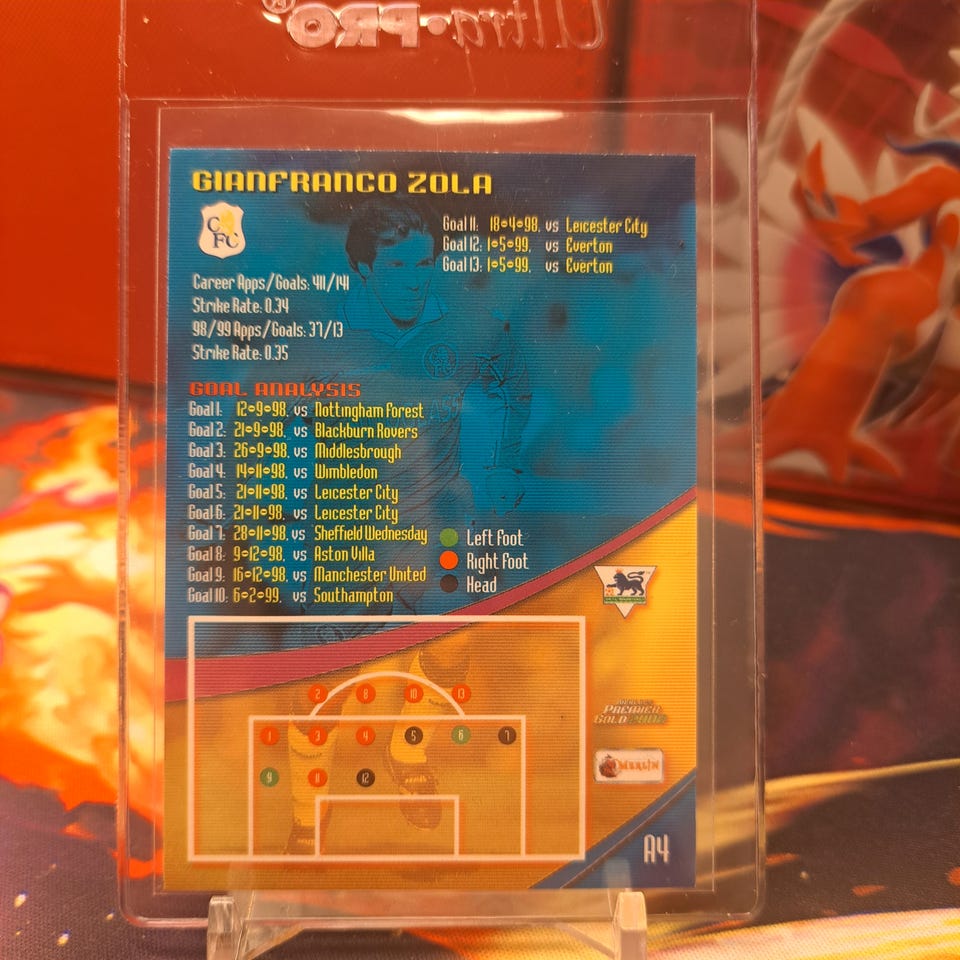 Ultra·PRO®
GIANFRANCO ZOLA
CFC
Career Apps/Goals: 411/141
Strike Rate: 0.34
98/99 Apps/Goals: 37/13
Strike Rate: 0.35
GOAL ANALYSIS
Goal 1: 12•9•98, vs Nottingham Forest
Goal 2: 21•9•98, vs Blackburn Rovers
Goal 3: 26•9•98, vs Middlesbrough
Goal 4: 14•11•98, vs Wimbledon
Goal 5: 21•11•98, vs Leicester City
Goal 6: 21•11•98, vs Leicester City
Goal 7: 28•11•98, vs Sheffield Wednesday
Goal 8: 9•12•98, vs Aston Villa
Goal 9: 16•12•98, vs Manchester United
Goal 10: 6•2•99, vs Southampton
Goal 11: 18•4•98, vs Leicester City
Goal 12: 1•5•99, vs Everton
Goal 13: 1•5•99, vs Everton
Left Foot
Right Foot
Head
2 8 10 13
1 3 4 5 6 7
9 11 12
PREMIER
GOLD 2000
MERLIN
A4